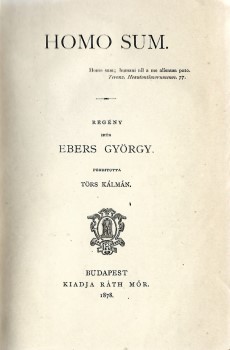 HOMO SUM.
Homo sum; humani nil a me alienum puto.
Terenz. Heautontimorumenos. 77.
REGÉNY
IRTA
EBERS GYÖRGY.
FORDITOTTA
TÖRS KÁLMÁN.
BUDAPEST
KIADJA RÁTH MÓR.
1878.